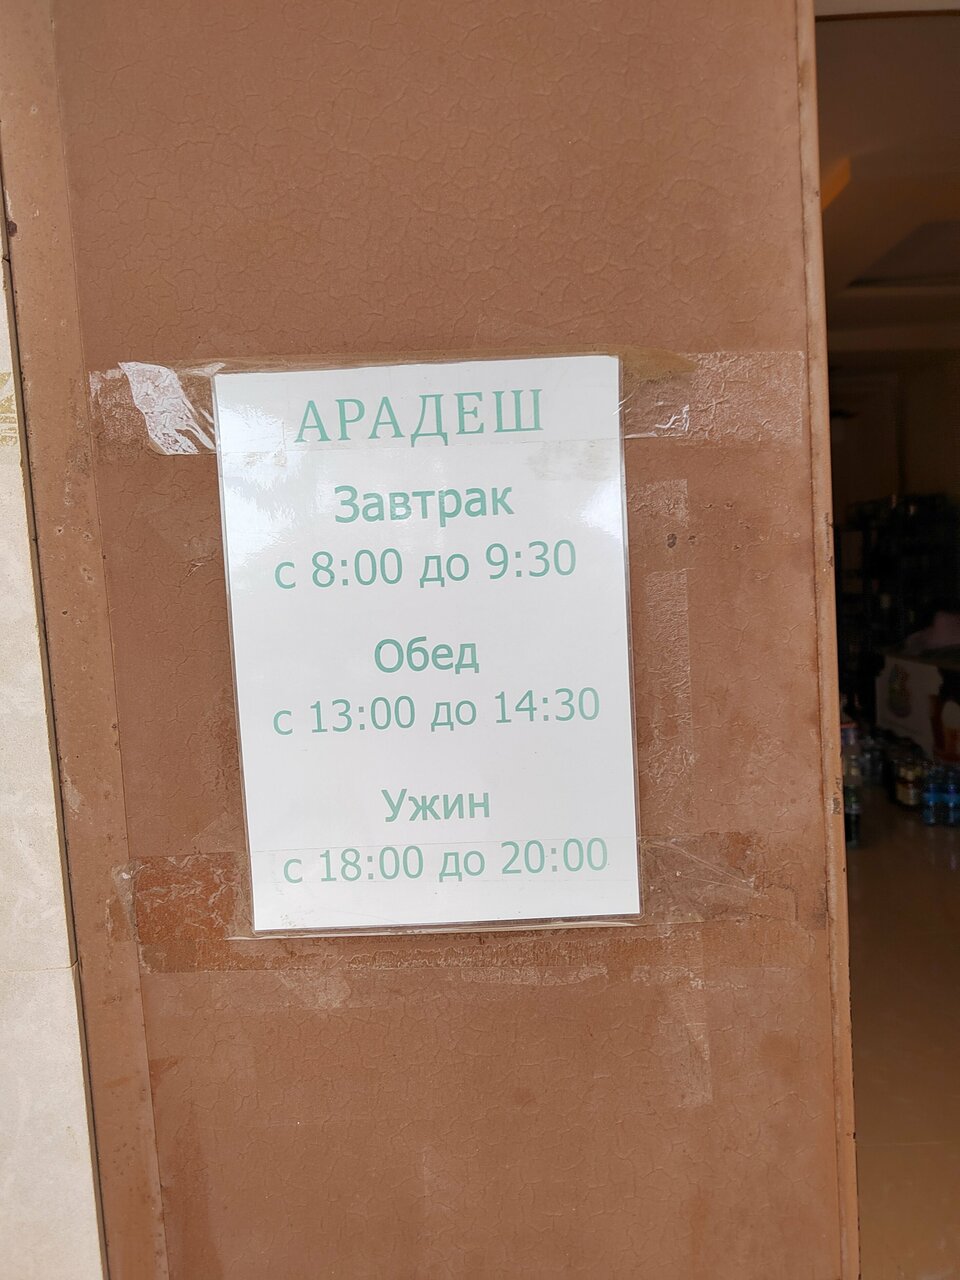 АРАДЕШ
Завтрак
с 8:00 до 9:30
Обед
с 13:00 до 14:30
Ужин
с 18:00 до 20:00